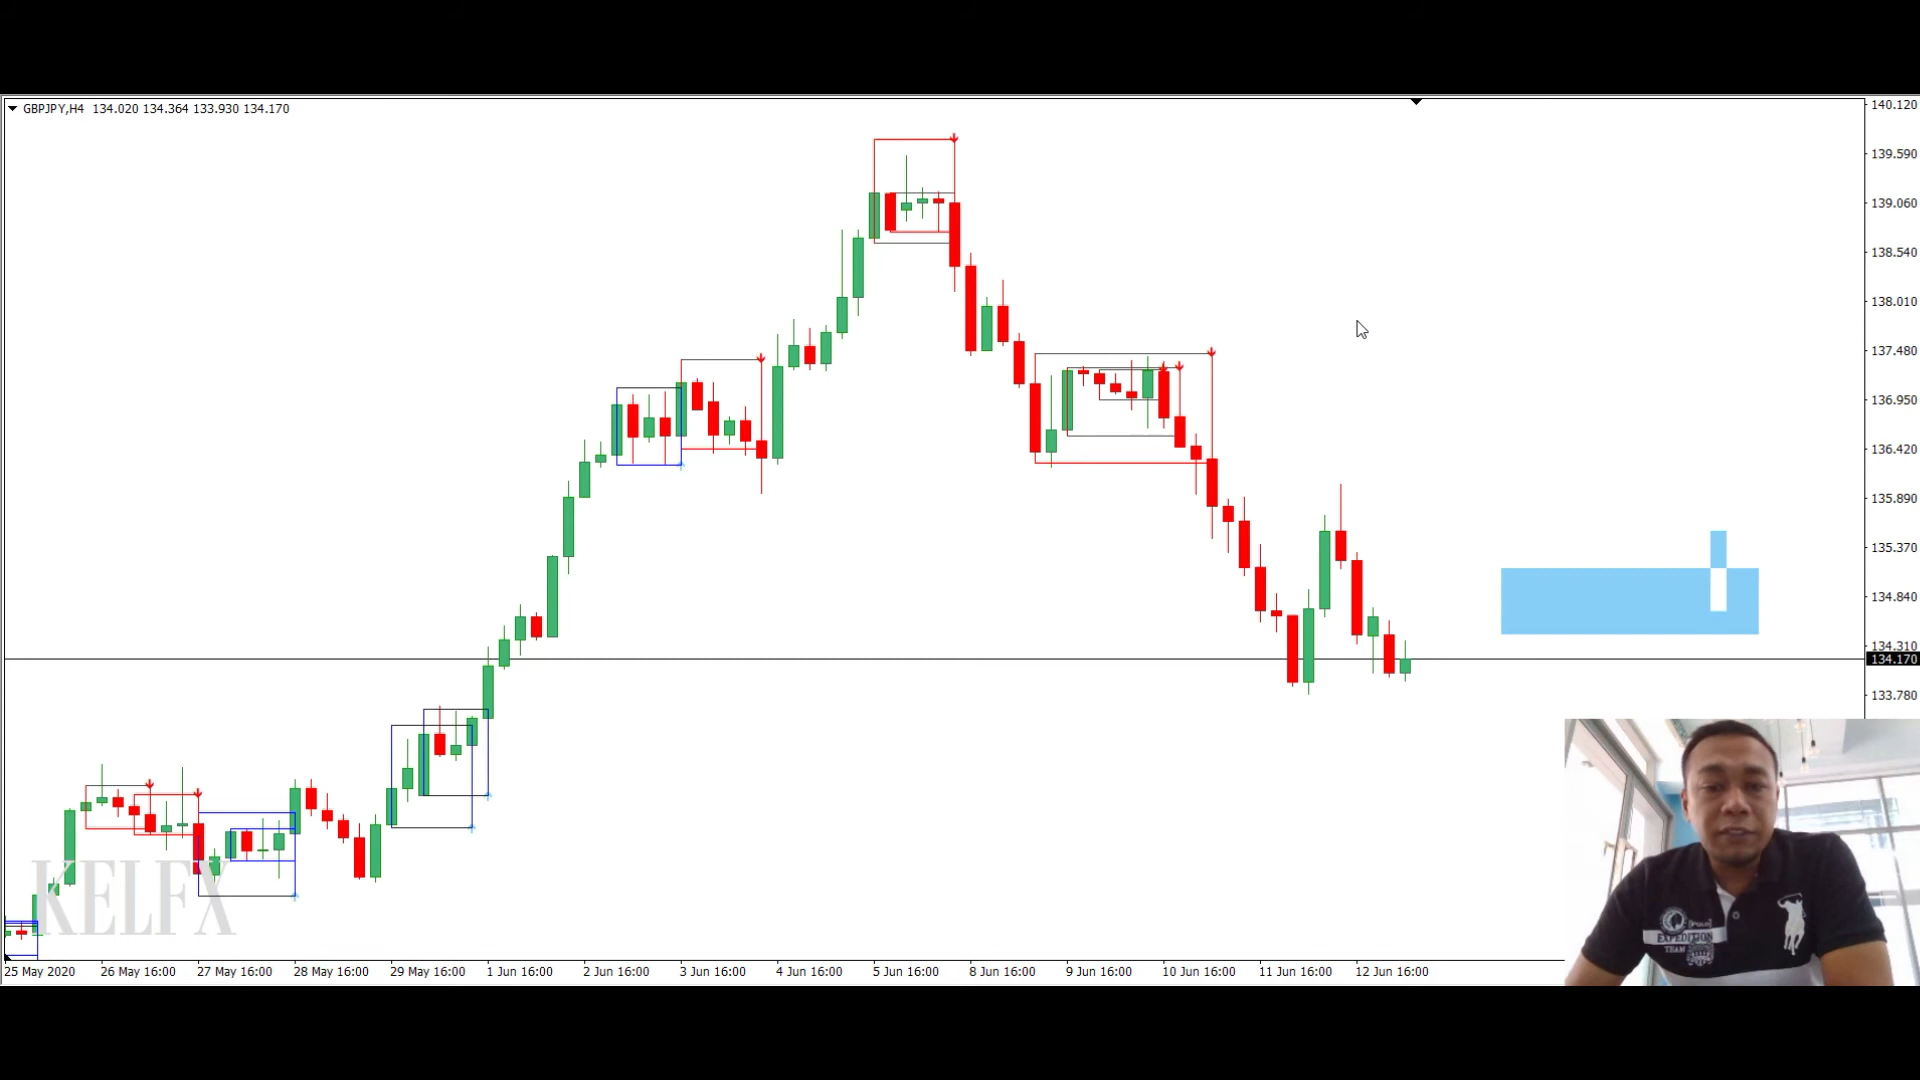 GBPJPY,H4 134.020 134.364 133.930 134.170
140.120
139.590
139.060
138.540
138.010
137.480
136.950
136.420
135.890
135.370
134.840
134.310
134.170
133.780
KELFX
EXPEDITION
TEAM
25 May 2020 26 May 16:00 27 May 16:00 28 May 16:00 29 May 16:00 1 Jun 16:00 2 Jun 16:00 3 Jun 16:00 4 Jun 16:00 5 Jun 16:00 8 Jun 16:00 9 Jun 16:00 10 Jun 16:00 11 Jun 16:00 12 Jun 16:00